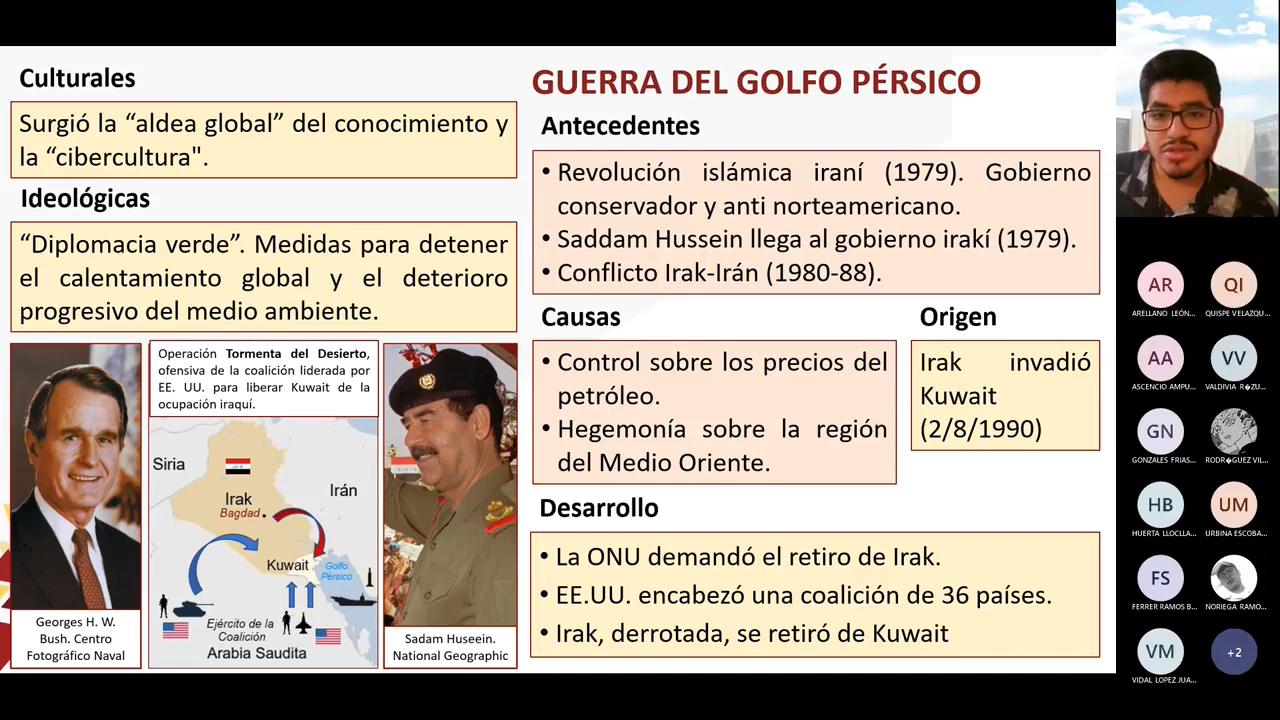 Culturales
Surgió la “aldea global” del conocimiento y
la “cibercultura".
Ideológicas
“Diplomacia verde”. Medidas para detener
el calentamiento global y el deterioro
progresivo del medio ambiente.
Georges H. W.
Bush. Centro
Fotográfico Naval
Operación Tormenta del Desierto,
ofensiva de la coalición liderada por
EE. UU. para liberar Kuwait de la
ocupación iraquí.
Siria
Irak
Bagdad
Irán
Kuwait
Golfo
Pérsico
Ejército de la
Coalición
Arabia Saudita
Sadam Huseein.
National Geographic
GUERRA DEL GOLFO PÉRSICO
Antecedentes
• Revolución islámica iraní (1979). Gobierno
conservador y anti norteamericano.
• Saddam Hussein llega al gobierno irakí (1979).
• Conflicto Irak-Irán (1980-88).
Causas
• Control sobre los precios del
petróleo.
• Hegemonía sobre la región
del Medio Oriente.
Origen
Irak invadió
Kuwait
(2/8/1990)
Desarrollo
• La ONU demandó el retiro de Irak.
• EE.UU. encabezó una coalición de 36 países.
• Irak, derrotada, se retiró de Kuwait
AR
ARELLANO LEÓN...
QI
QUISPE VELAZQU...
AA
ASCENCIO AMPU...
VV
VALDIVIA R�ZU...
GN
GONZALES FRIAS...
RODR�GUEZ VIL...
HB
HUERTA LLOCLLA...
UM
URBINA ESCOBA...
FS
FERRER RAMOS B...
NORIEGA RAMO...
VM
VIDAL LOPEZ JUA...
+2